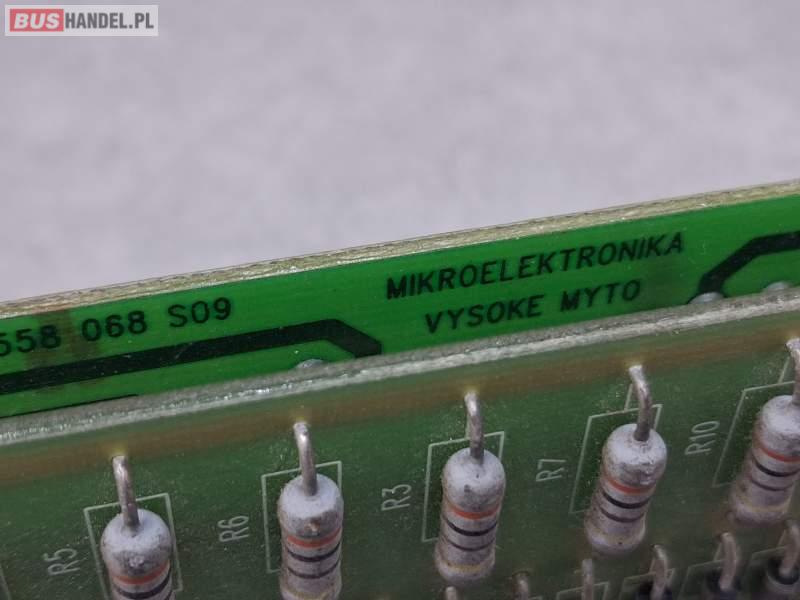 BUSHANDEL.PL
558 068 S09
MIKROELEKTRONIKA
VYSOKE MYTO
R5
R6
R3
R7
R10